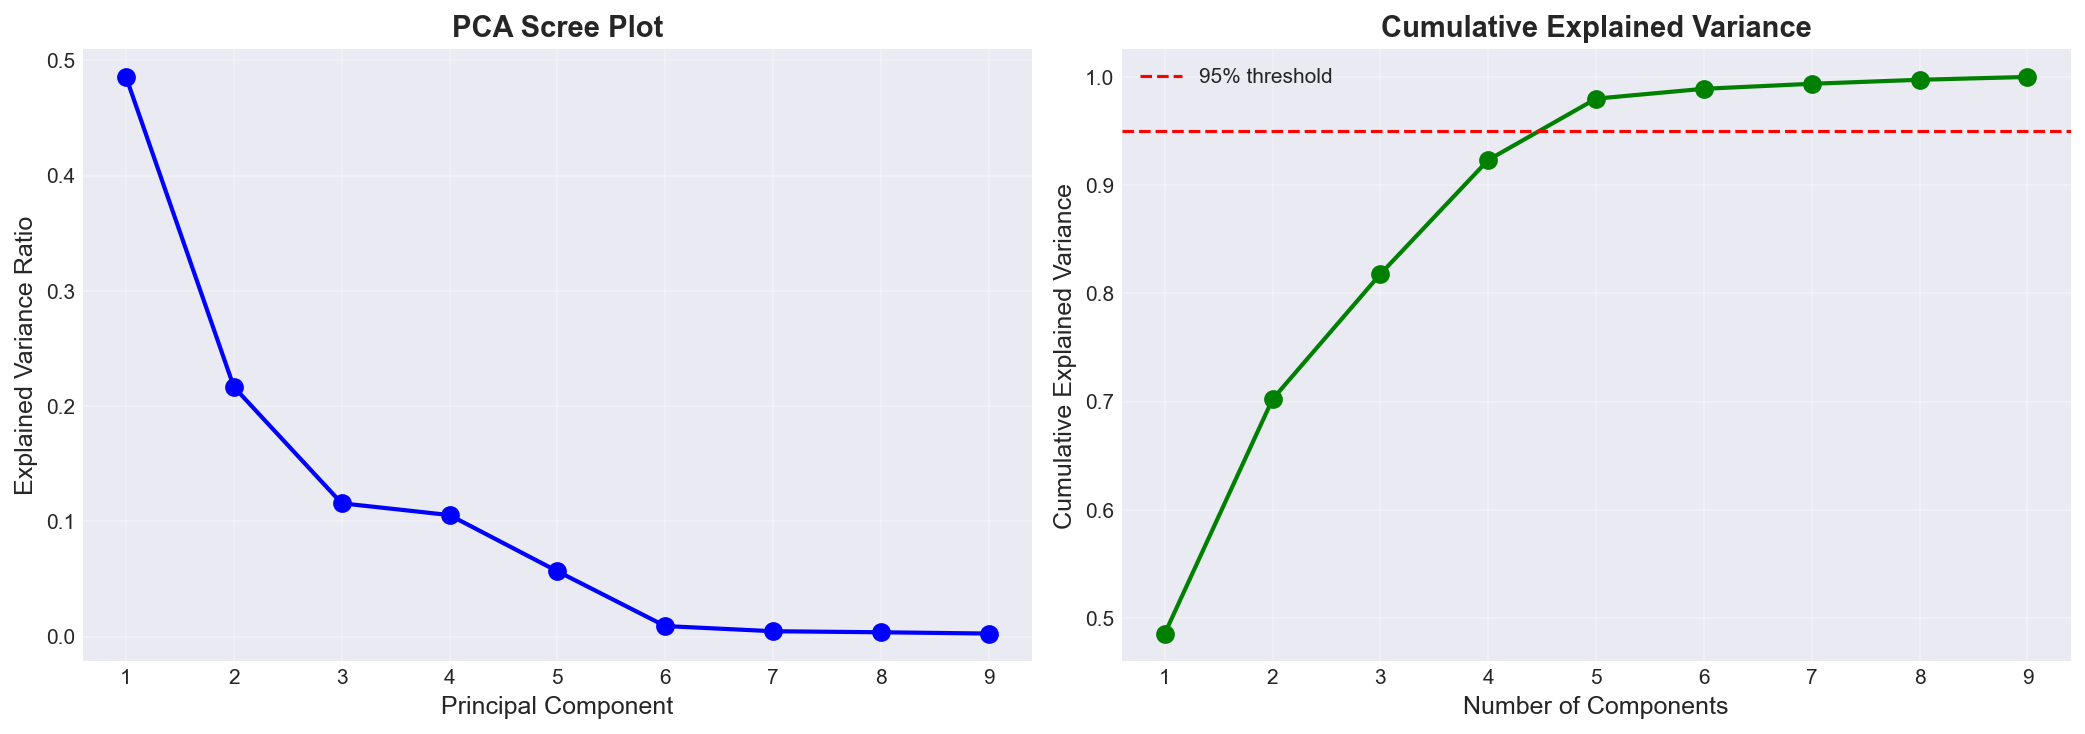 PCA Scree Plot
Explained Variance Ratio
0.5
0.4
0.3
0.2
0.1
0.0
1 2 3 4 5 6 7 8 9
Principal Component
Cumulative Explained Variance
95% threshold
Cumulative Explained Variance
1.0
0.9
0.8
0.7
0.6
0.5
1 2 3 4 5 6 7 8 9
Number of Components